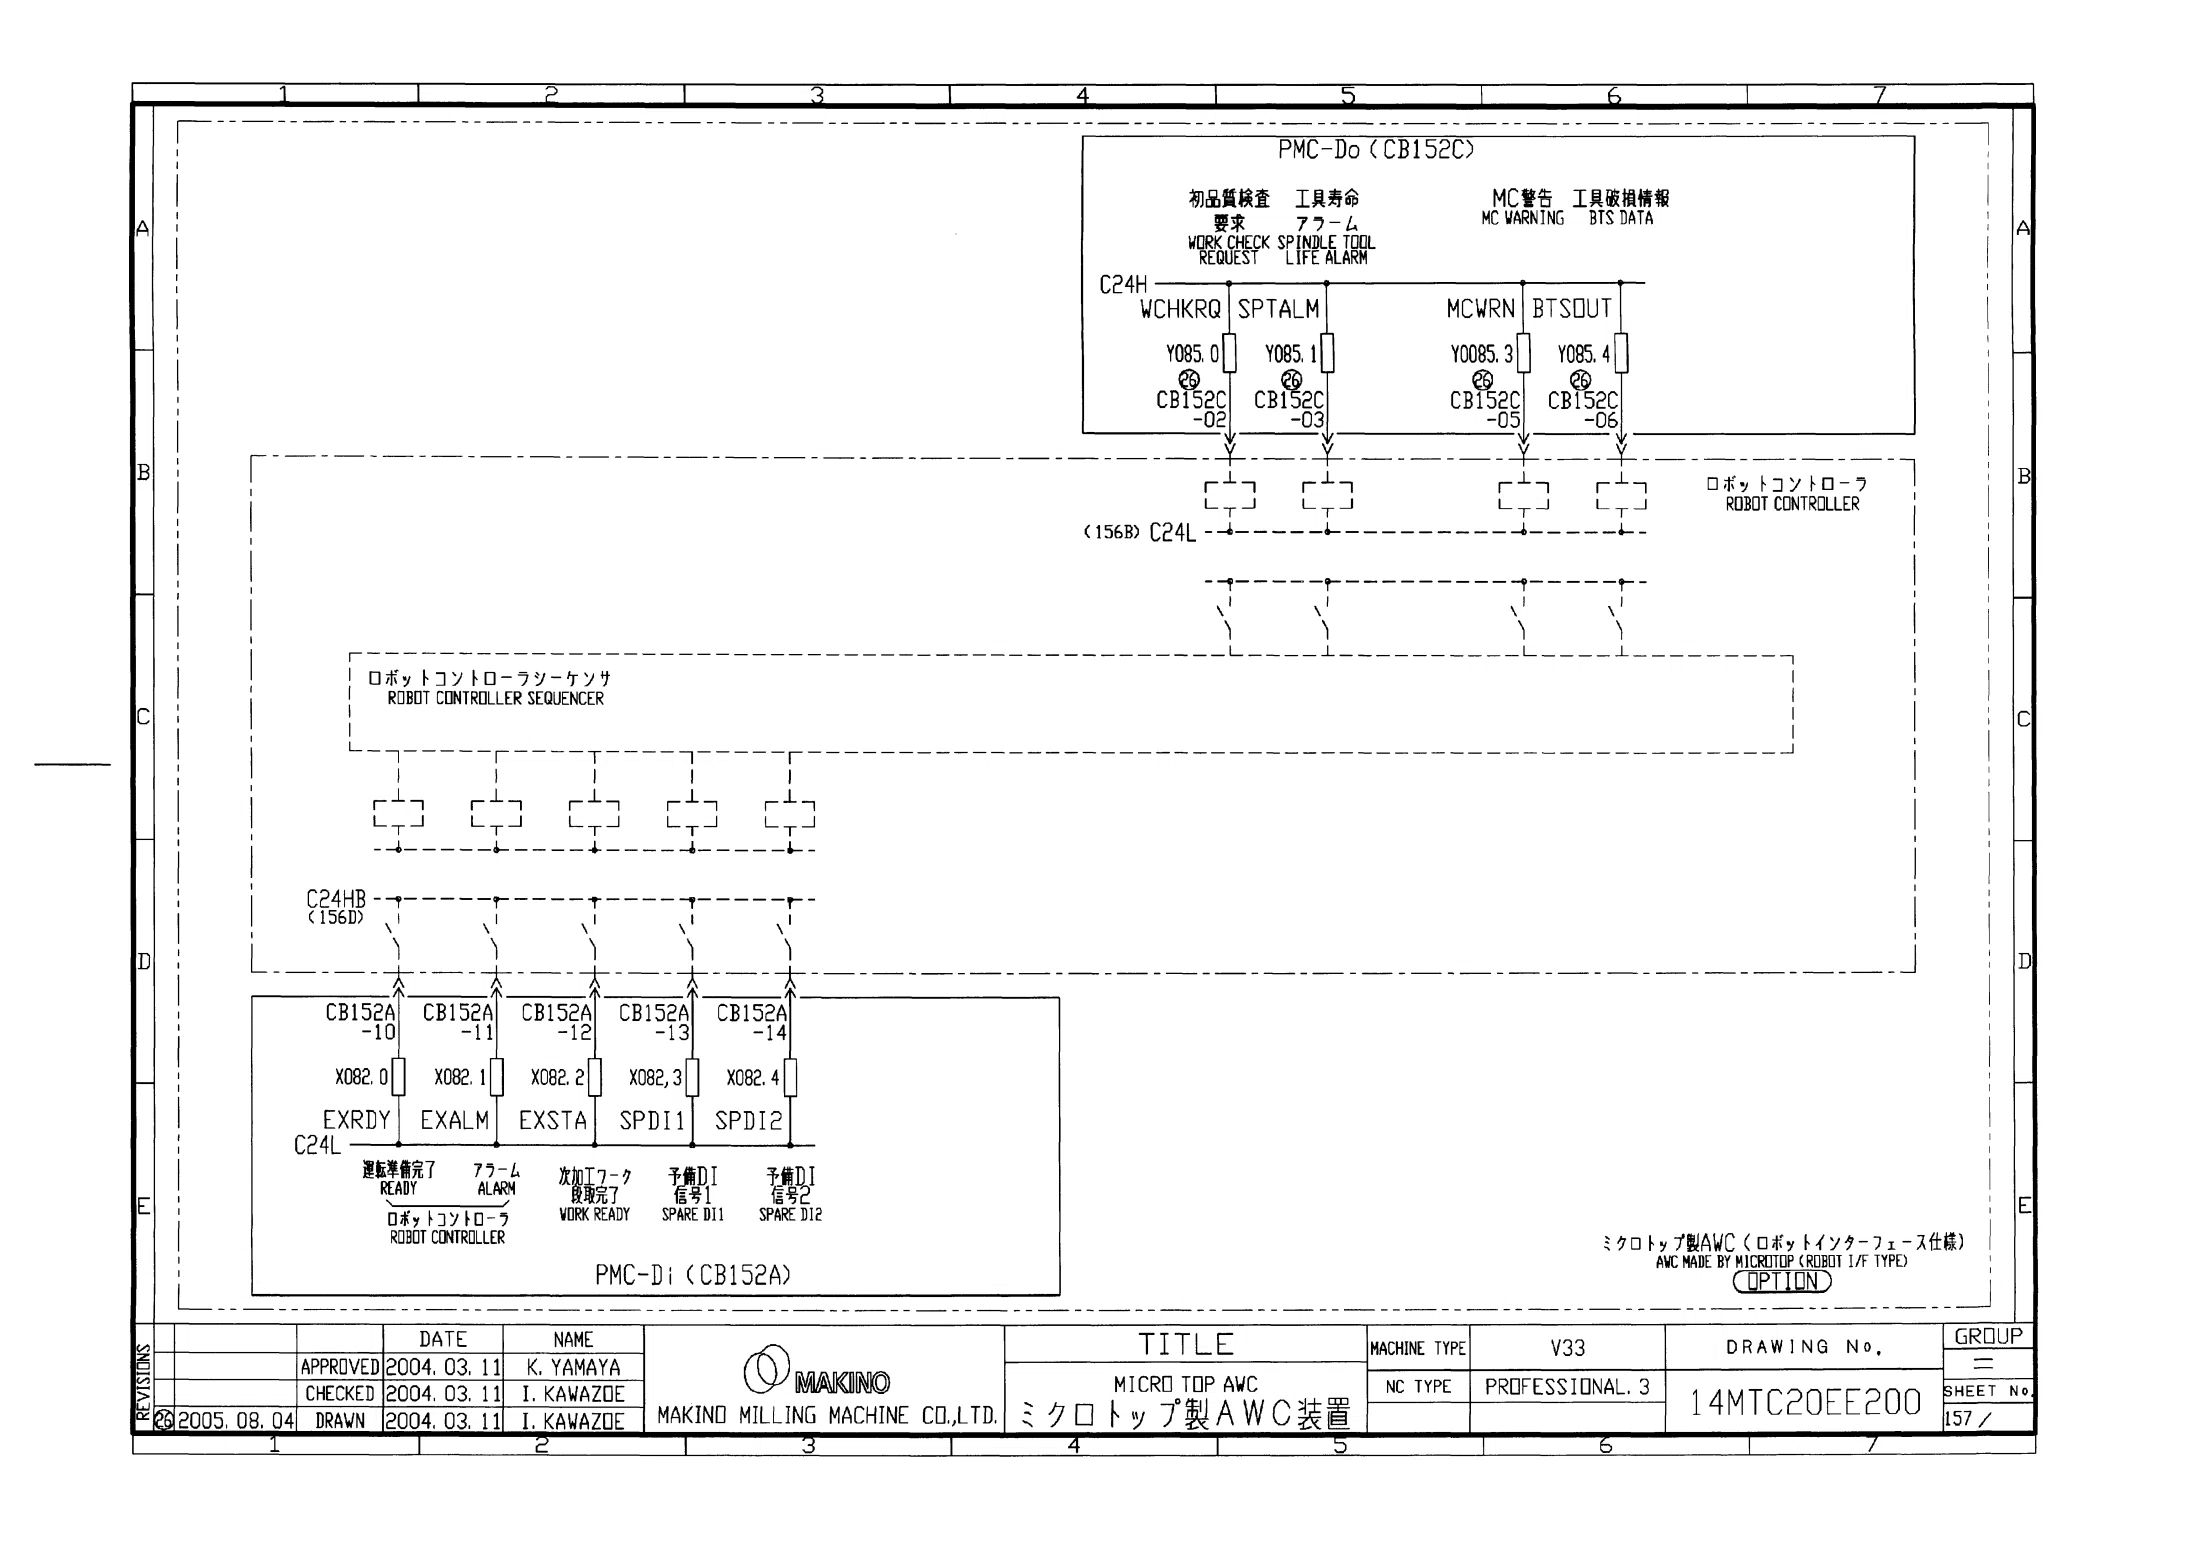 1 2 3 4 5 6 7
A A
B B
C C
D D
E E
PMC-Do (CB152C)
初品質検査 工具寿命 MC警告 工具破損情報
要求 アラーム MC WARNING BTS DATA
WORK CHECK SPINDLE TOOL
REQUEST LIFE ALARM
C24H
WCHKRQ SPTALM MCWRN BTSOUT
Y085.0 Y085.1 Y0085.3 Y085.4
26 26 26 26
CB152C CB152C CB152C CB152C
-02 -03 -05 -06
ロボットコントローラ
ROBOT CONTROLLER
(156B) C24L
ロボットコントローラシーケンサ
ROBOT CONTROLLER SEQUENCER
C24HB
(156D)
CB152A CB152A CB152A CB152A CB152A
-10 -11 -12 -13 -14
X082.0 X082.1 X082.2 X082,3 X082.4
EXRDY EXALM EXSTA SPDI1 SPDI2
C24L
運転準備完了 アラーム 次加工ワーク 予備DI 予備DI
READY ALARM 段取完了 信号1 信号2
WORK READY SPARE DI1 SPARE DI2
ロボットコントローラ
ROBOT CONTROLLER
PMC-Di (CB152A)
ミクロトップ製AWC(ロボットインターフェース仕様)
AWC MADE BY MICROTOP (ROBOT I/F TYPE)
OPTION
REVISIONS
DATE NAME
APPROVED 2004.03.11 K. YAMAYA
CHECKED 2004.03.11 I. KAWAZOE
26 2005.08.04 DRAWN 2004.03.11 I. KAWAZOE
MAKINO
MAKINO MILLING MACHINE CO.,LTD.
TITLE
MICRO TOP AWC
ミクロトップ製AWC装置
MACHINE TYPE V33
NC TYPE PROFESSIONAL.3
DRAWING No.
14MTC20EE200
GROUP
=
SHEET No.
157/
1 2 3 4 5 6 7